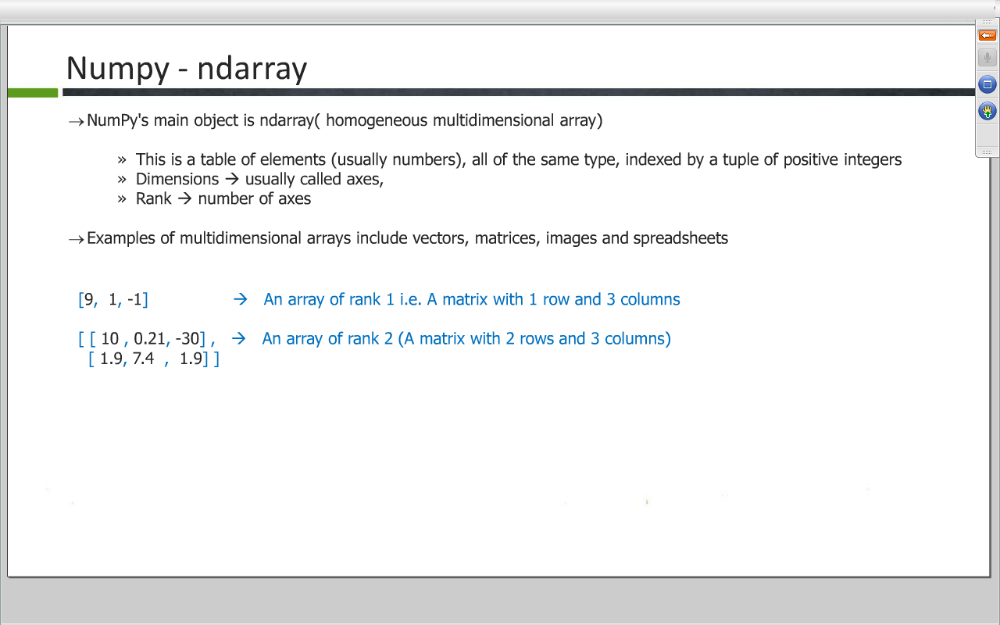 Numpy - ndarray
→NumPy's main object is ndarray( homogeneous multidimensional array)
» This is a table of elements (usually numbers), all of the same type, indexed by a tuple of positive integers
» Dimensions → usually called axes,
» Rank → number of axes
→Examples of multidimensional arrays include vectors, matrices, images and spreadsheets
[9, 1, -1] → An array of rank 1 i.e. A matrix with 1 row and 3 columns
[ [ 10 , 0.21, -30] , → An array of rank 2 (A matrix with 2 rows and 3 columns)
[ 1.9, 7.4 , 1.9] ]